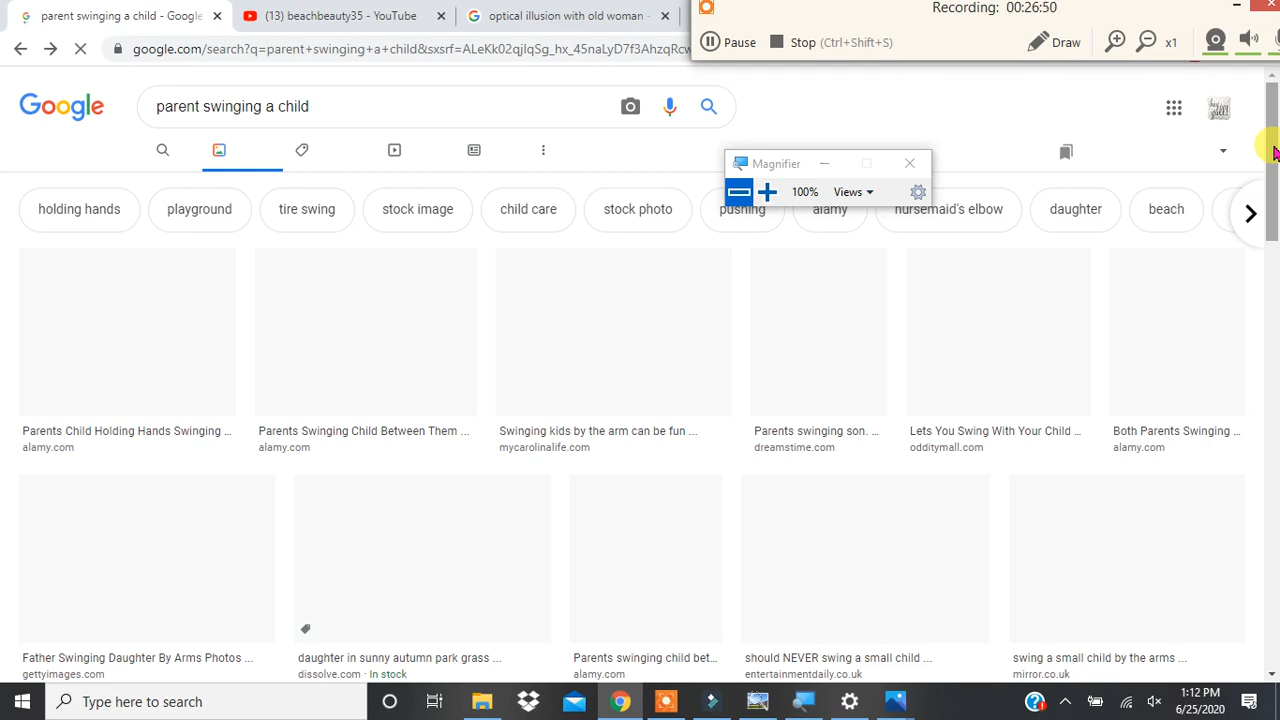 parent swinging a child - Google
(13) beachbeauty35 - YouTube
optical illusion with old woman -
Recording: 00:26:50
google.com/search?q=parent+swinging+a+child&sxsrf=ALeKk02qjIqSg_hx_45naLyD7f3AhzqRcw
Pause
Stop (Ctrl+Shift+S)
Draw
x1
Google
parent swinging a child
Magnifier
100%
Views
holding hands
playground
tire swing
stock image
child care
stock photo
pushing
alamy
nursemaid's elbow
daughter
beach
Parents Child Holding Hands Swinging ...
alamy.com
Parents Swinging Child Between Them ...
alamy.com
Swinging kids by the arm can be fun ...
mycarolinalife.com
Parents swinging son. ...
dreamstime.com
Lets You Swing With Your Child ...
odditymall.com
Both Parents Swinging ...
alamy.com
Father Swinging Daughter By Arms Photos ...
gettyimages.com
daughter in sunny autumn park grass ...
dissolve.com · In stock
Parents swinging child bet...
alamy.com
should NEVER swing a small child ...
entertainmentdaily.co.uk
swing a small child by the arms ...
mirror.co.uk
Type here to search
1:12 PM
6/25/2020